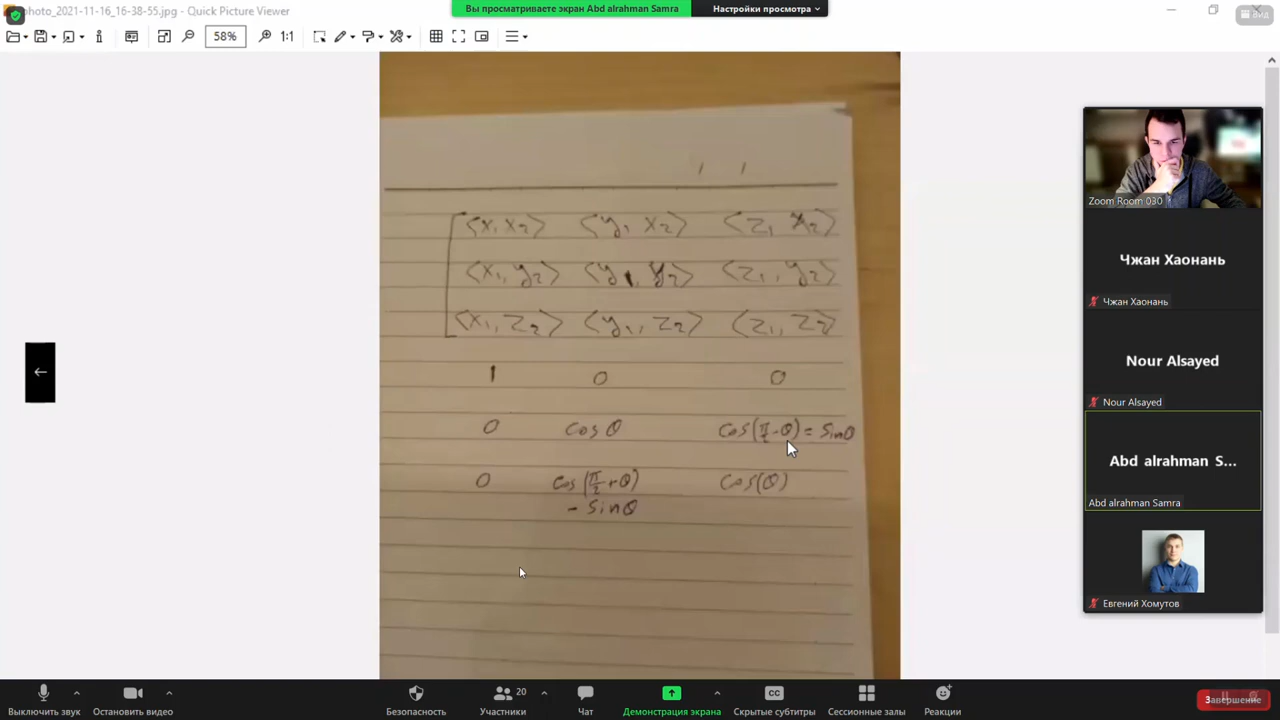 photo_2021-11-16_16-38-55.jpg - Quick Picture Viewer
Вы просматриваете экран Abd alrahman Samra
Настройки просмотра
Вид
58%
1:1
⟨x₁ x₂⟩ ⟨y₁ x₂⟩ ⟨z₁ x₂⟩
⟨x₁, y₂⟩ ⟨y₁, y₂⟩ ⟨z₁, y₂⟩
⟨x₁, z₂⟩ ⟨y₁, z₂⟩ ⟨z₁, z₂⟩
1 0 0
0 cos θ cos(π/2-θ) = sinθ
0 cos(π/2+θ) cos(θ)
- sinθ
Zoom Room 030
Чжан Хаонань
Чжан Хаонань
Nour Alsayed
Nour Alsayed
Abd alrahman S...
Abd alrahman Samra
Евгений Хомутов
Выключить звук
Остановить видео
Безопасность
20
Участники
Чат
Демонстрация экрана
CC
Скрытые субтитры
Сессионные залы
Реакции
Завершение